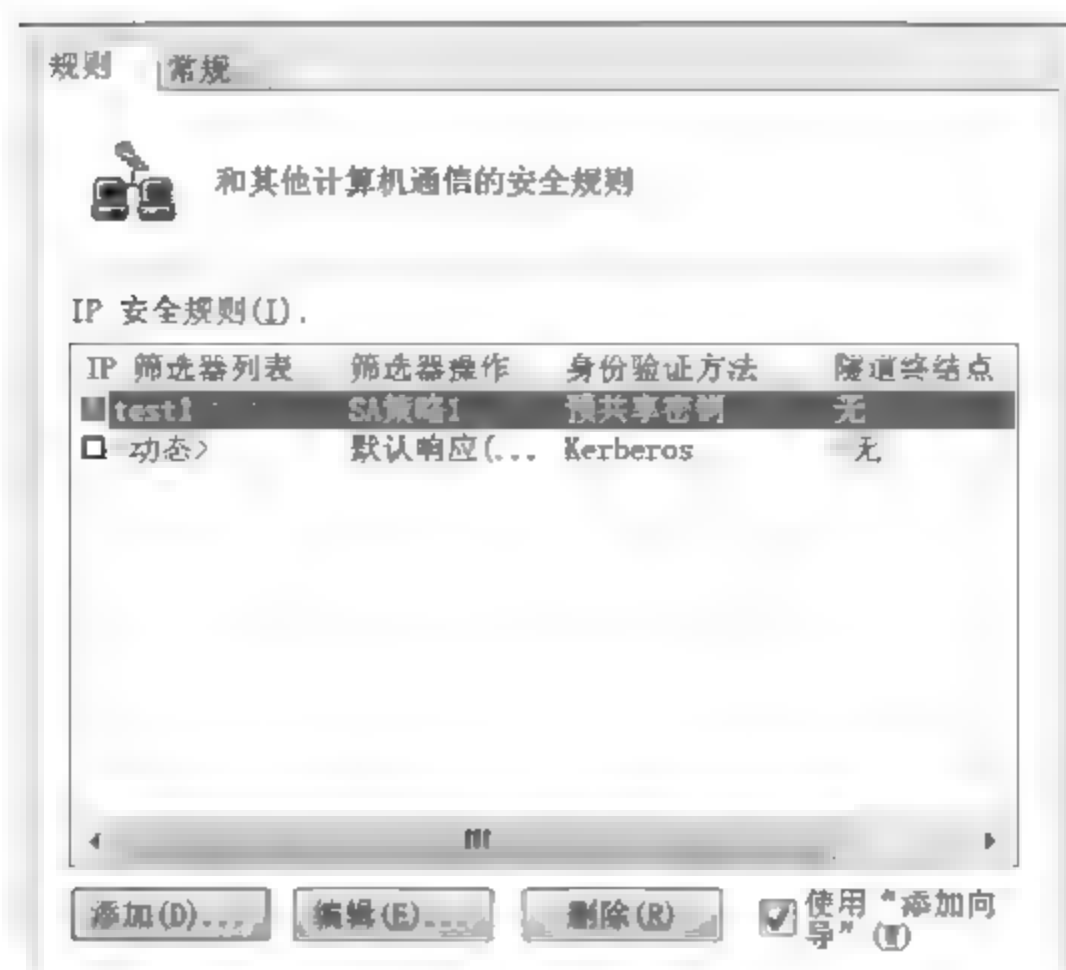 规则 常规
和其他计算机通信的安全规则
IP 安全规则(I).
IP 筛选器列表 筛选器操作 身份验证方法 隧道终结点
test1 SA策略1 预共享密钥 无
动态> 默认响应(... Kerberos 无
添加(D)... 编辑(E)... 删除(R) 使用“添加向
导”(W)